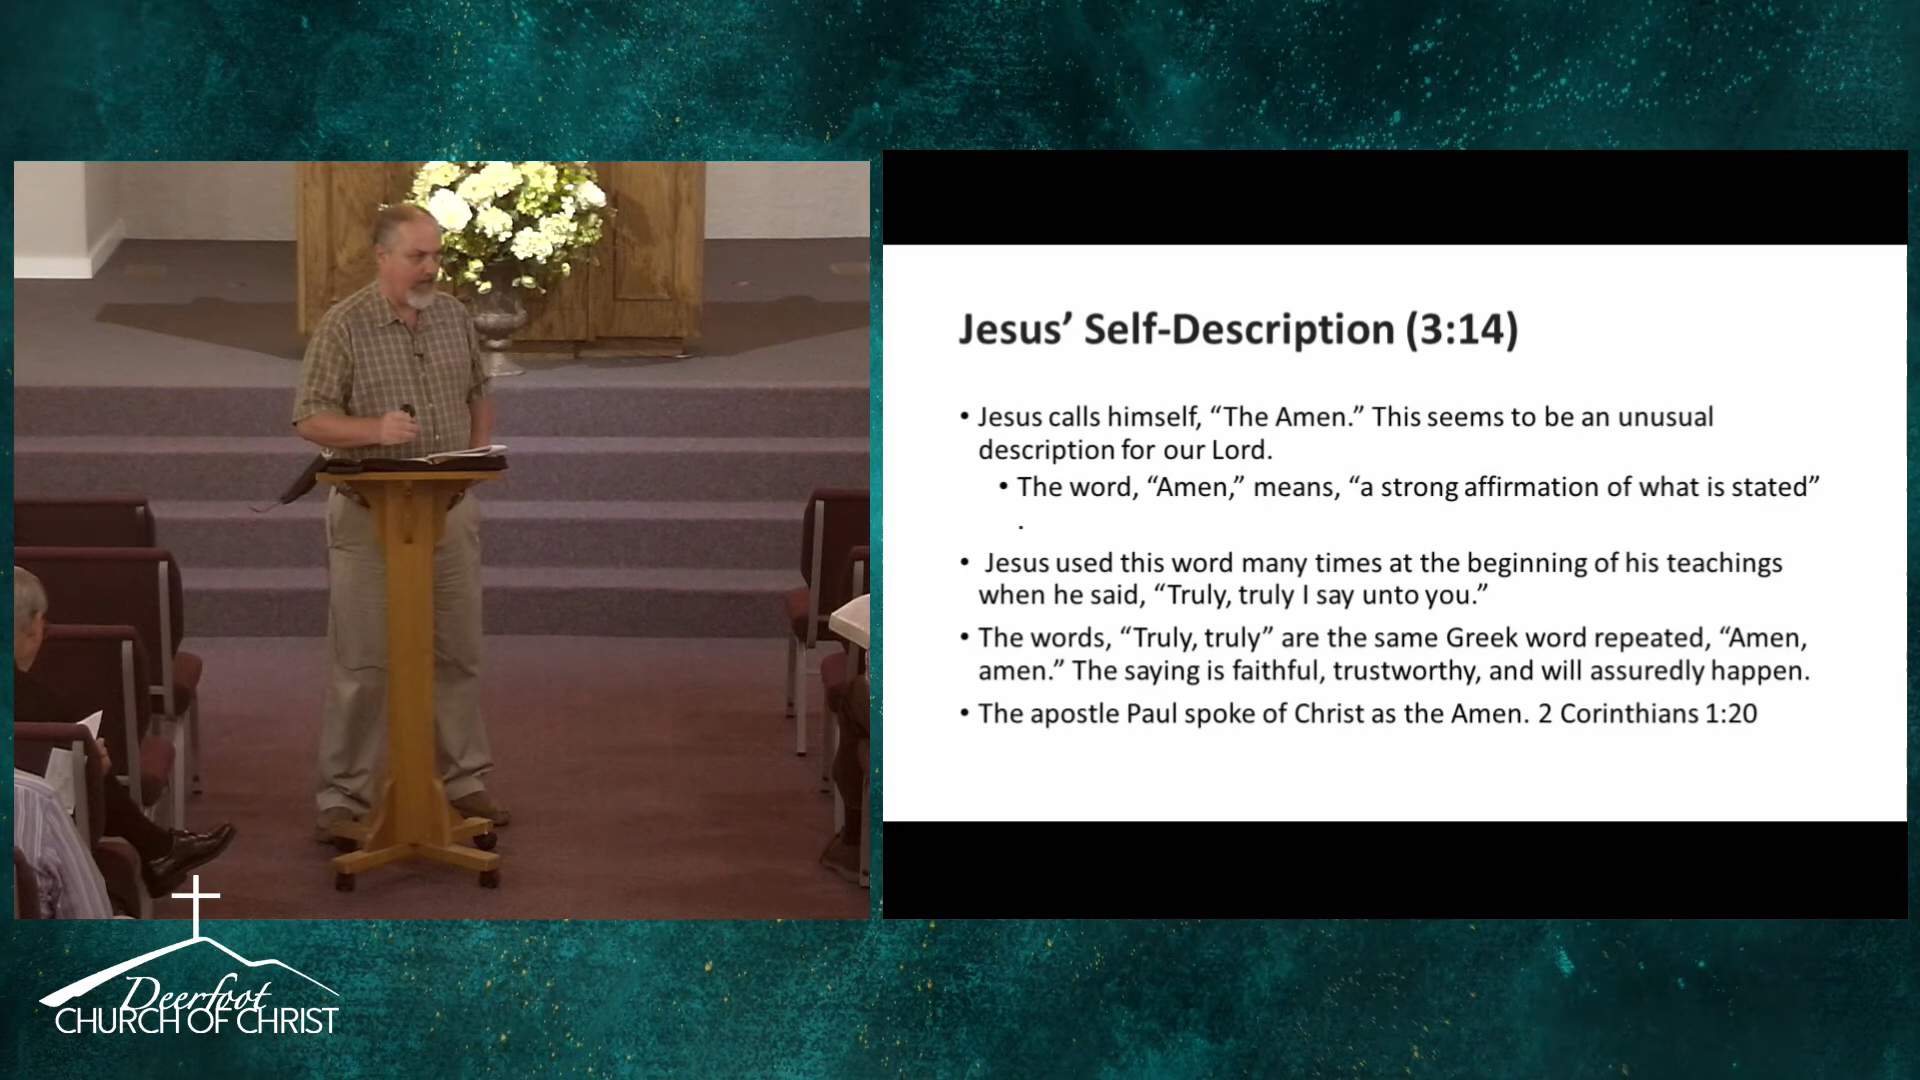 Jesus’ Self-Description (3:14)
• Jesus calls himself, “The Amen.” This seems to be an unusual
description for our Lord.
• The word, “Amen,” means, “a strong affirmation of what is stated”
.
• Jesus used this word many times at the beginning of his teachings
when he said, “Truly, truly I say unto you.”
• The words, “Truly, truly” are the same Greek word repeated, “Amen,
amen.” The saying is faithful, trustworthy, and will assuredly happen.
• The apostle Paul spoke of Christ as the Amen. 2 Corinthians 1:20
Deerfoot
CHURCH OF CHRIST